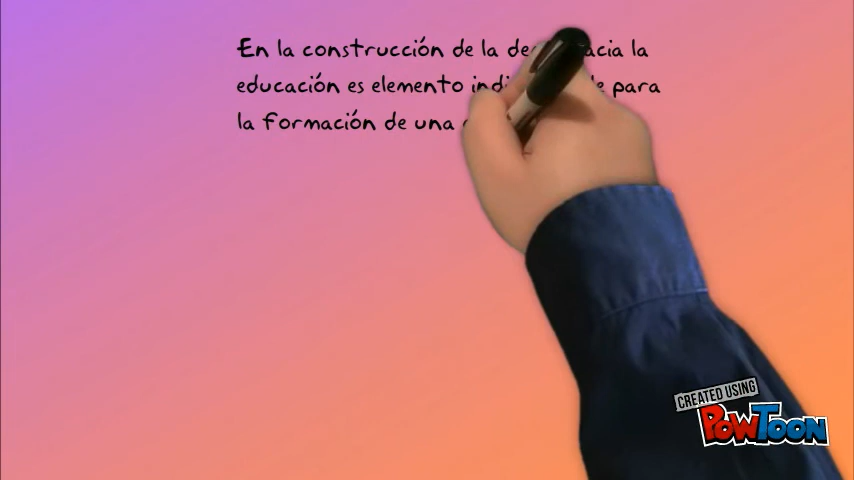 En la construcción de la
la
educación es elemento para
la formación de una
CREATED USING
POWTOON